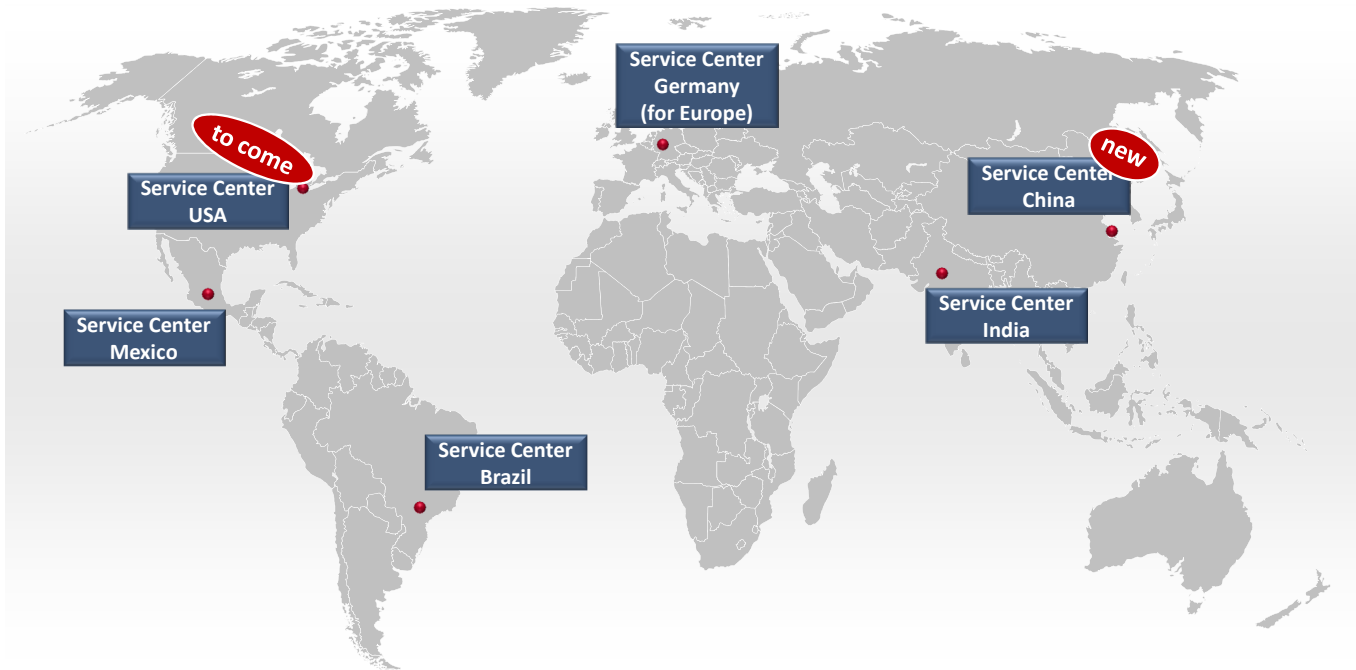 Service Center
Germany
(for Europe)
to come
new
Service Center
China
Service Center
USA
Service Center
India
Service Center
Mexico
Service Center
Brazil